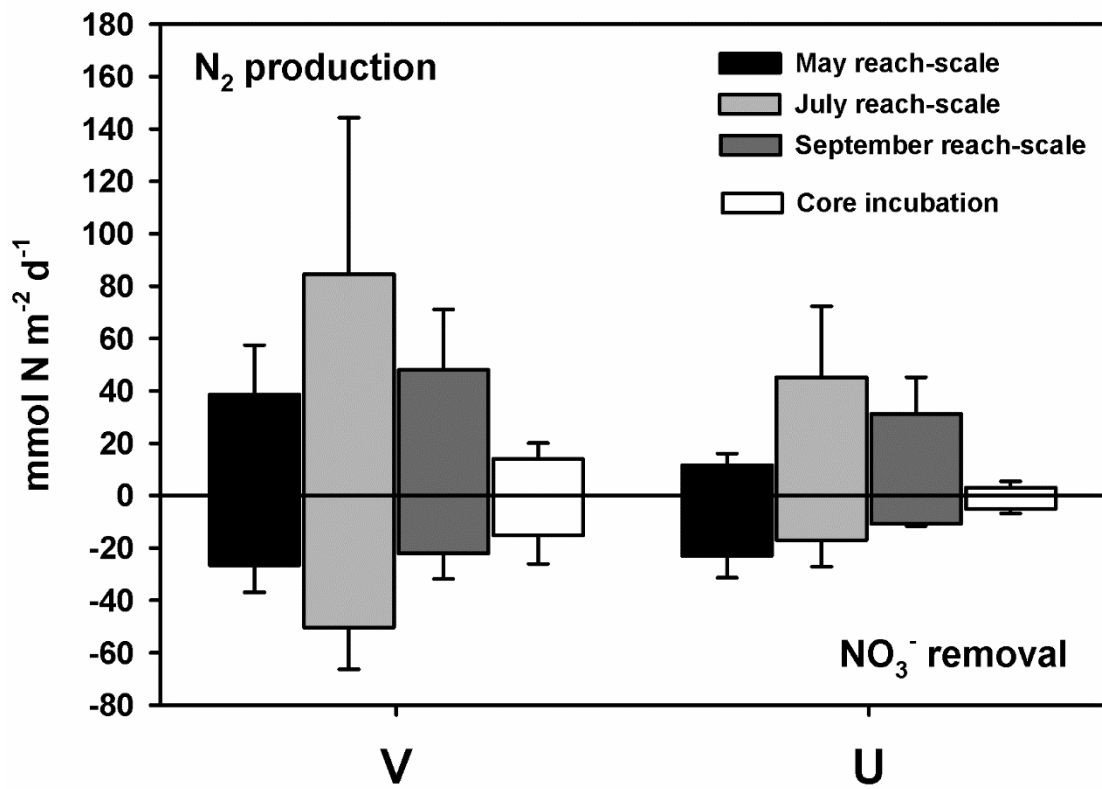 N₂ production
May reach-scale
July reach-scale
September reach-scale
Core incubation
mmol N m⁻² d⁻¹
180
160
140
120
100
80
60
40
20
0
-20
-40
-60
-80
NO₃⁻ removal
V U